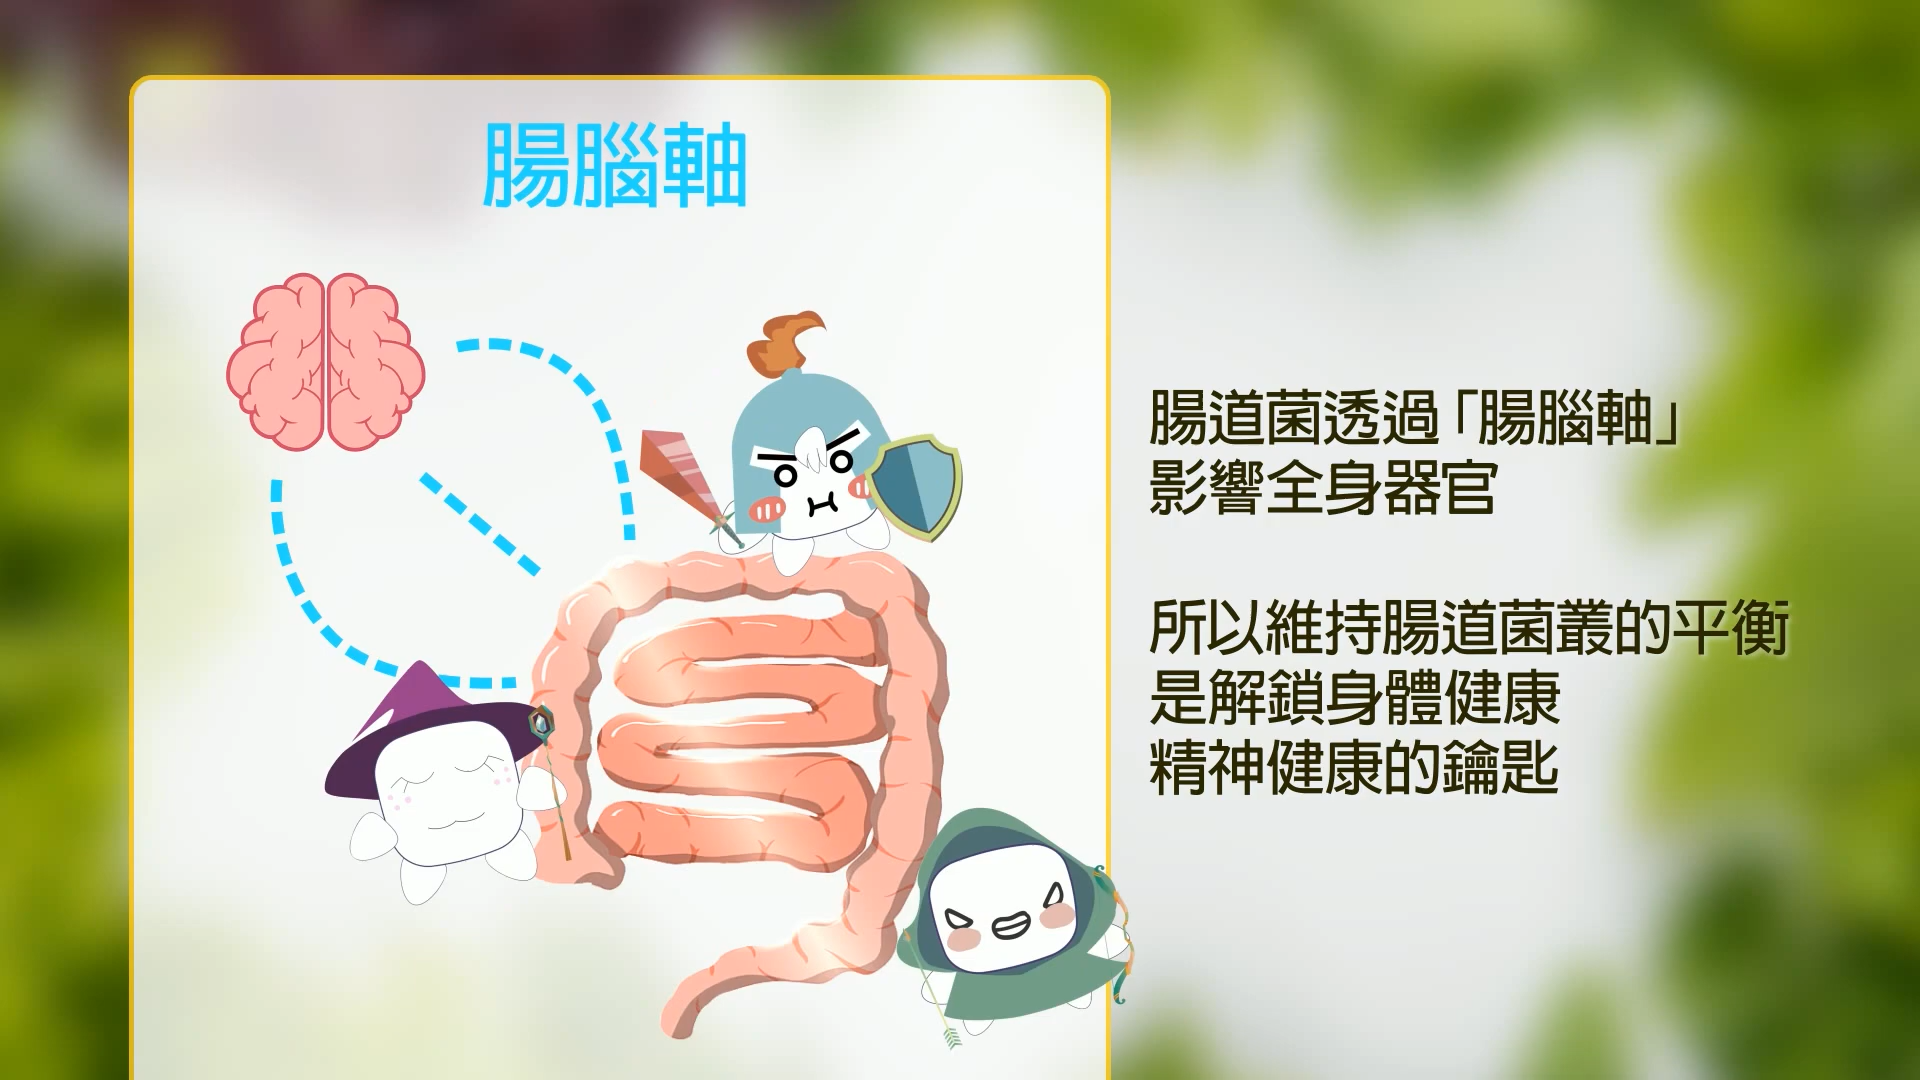 腸腦軸
腸道菌透過「腸腦軸」
影響全身器官
所以維持腸道菌叢的平衡
是解鎖身體健康
精神健康的鑰匙